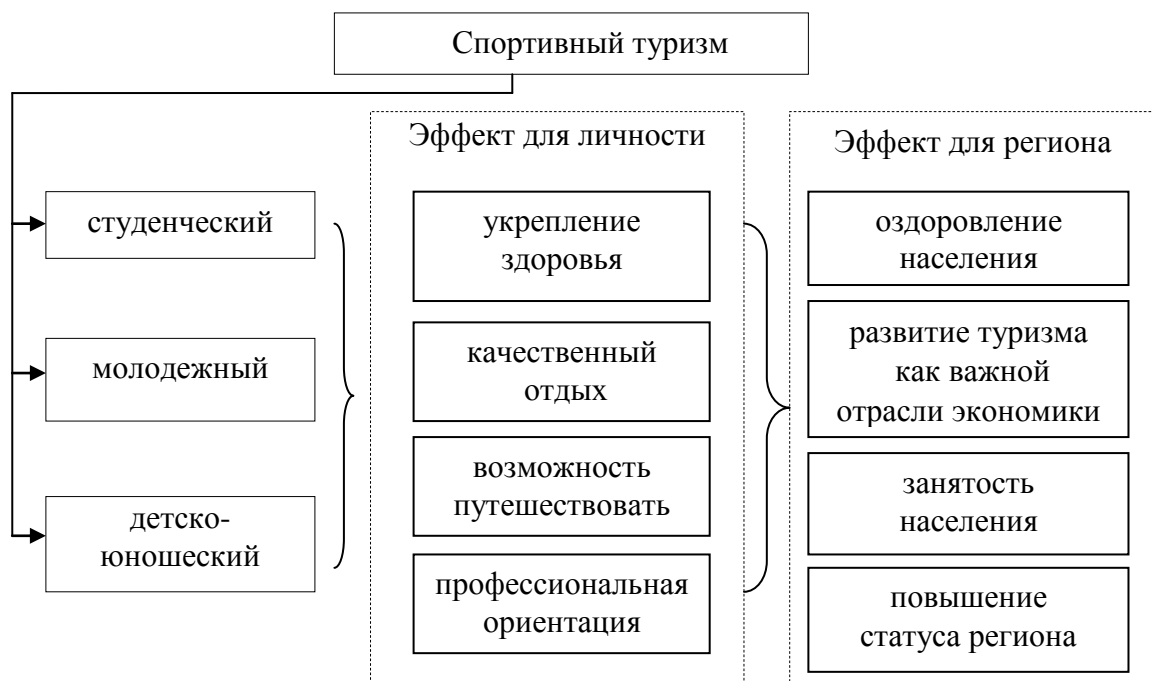 Спортивный туризм
студенческий
молодежный
детско-
юношеский
Эффект для личности
укрепление
здоровья
качественный
отдых
возможность
путешествовать
профессиональная
ориентация
Эффект для региона
оздоровление
населения
развитие туризма
как важной
отрасли экономики
занятость
населения
повышение
статуса региона